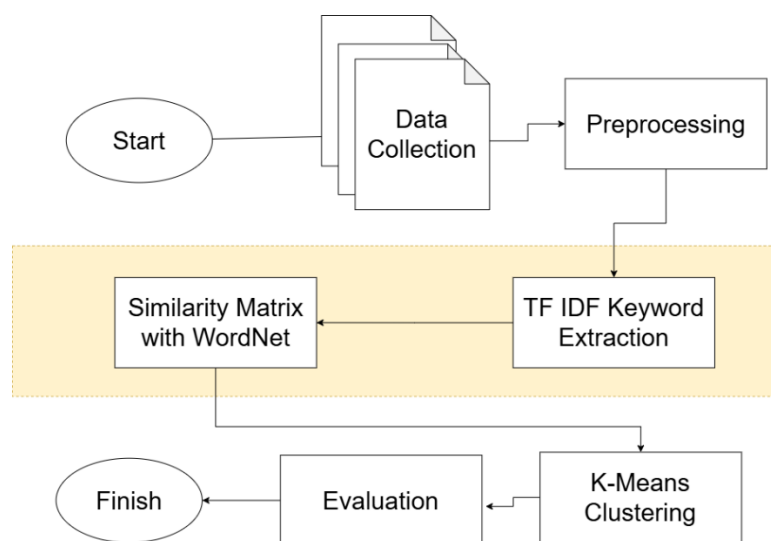 Start
Data
Collection
Preprocessing
TF IDF Keyword
Extraction
Similarity Matrix
with WordNet
K-Means
Clustering
Evaluation
Finish